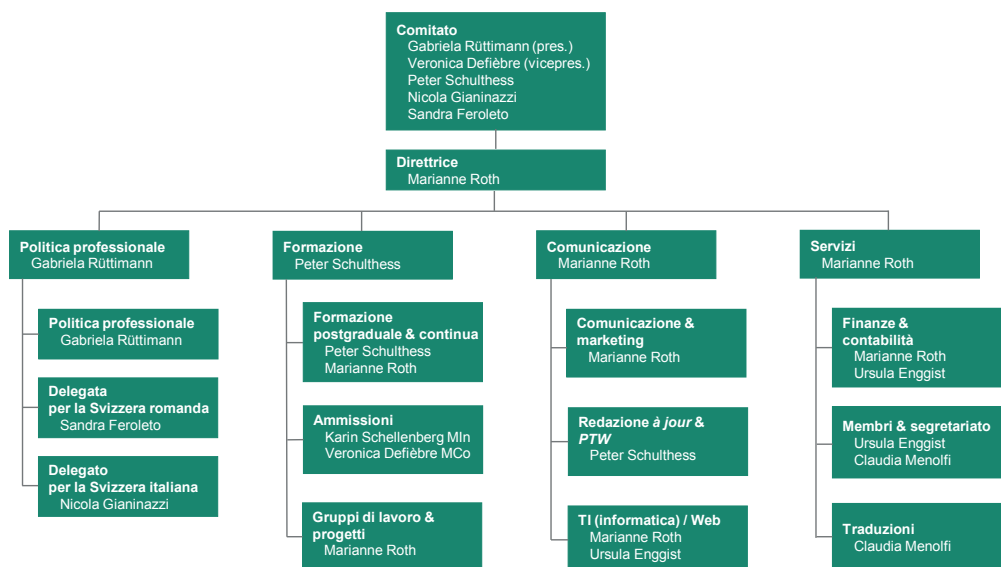 Comitato
Gabriela Rüttimann (pres.)
Veronica Defièbre (vicepres.)
Peter Schulthess
Nicola Gianinazzi
Sandra Feroleto
Direttrice
Marianne Roth
Politica professionale
Gabriela Rüttimann
Politica professionale
Gabriela Rüttimann
Delegata
per la Svizzera romanda
Sandra Feroleto
Delegato
per la Svizzera italiana
Nicola Gianinazzi
Formazione
Peter Schulthess
Formazione
postgraduale & continua
Peter Schulthess
Marianne Roth
Ammissioni
Karin Schellenberg MIn
Veronica Defièbre MCo
Gruppi di lavoro &
progetti
Marianne Roth
Comunicazione
Marianne Roth
Comunicazione &
marketing
Marianne Roth
Redazione à jour &
PTW
Peter Schulthess
TI (informatica) / Web
Marianne Roth
Ursula Enggist
Servizi
Marianne Roth
Finanze &
contabilità
Marianne Roth
Ursula Enggist
Membri & segretariato
Ursula Enggist
Claudia Menolfi
Traduzioni
Claudia Menolfi